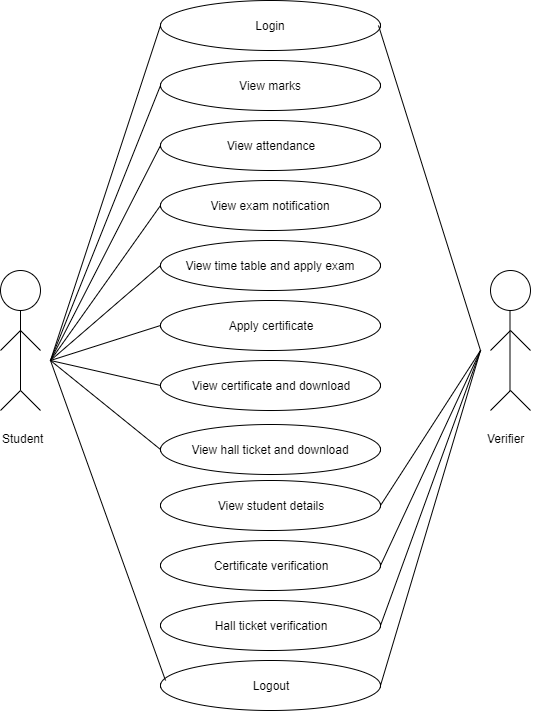 Login
View marks
View attendance
View exam notification
View time table and apply exam
Apply certificate
View certificate and download
Student
Verifier
View hall ticket and download
View student details
Certificate verification
Hall ticket verification
Logout